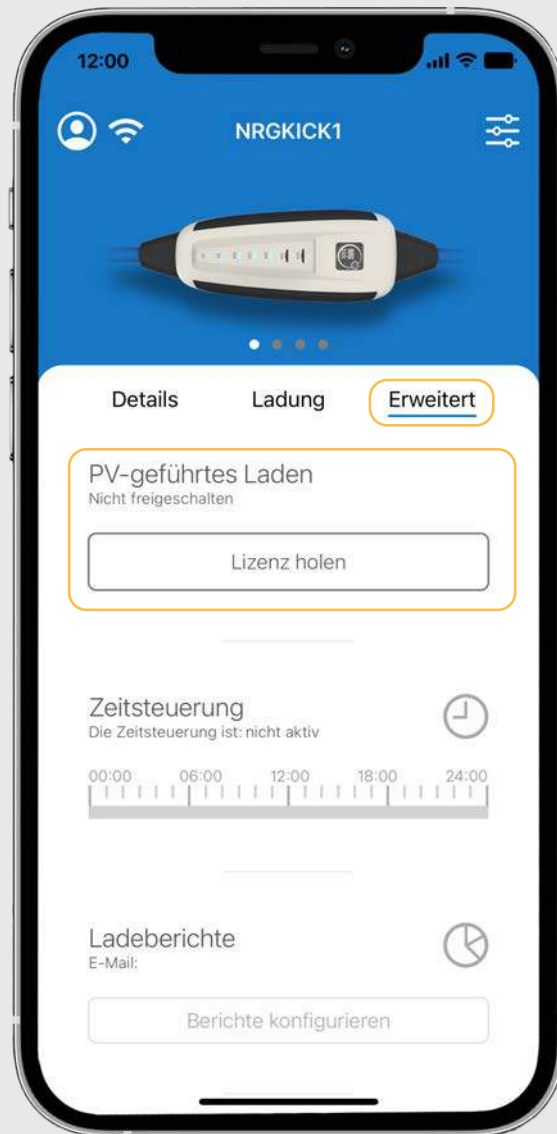 12:00
NRGKICK1
Details Ladung Erweitert
PV-geführtes Laden
Nicht freigeschalten
Lizenz holen
Zeitsteuerung
Die Zeitsteuerung ist: nicht aktiv
00:00 06:00 12:00 18:00 24:00
Ladeberichte
E-Mail:
Berichte konfigurieren